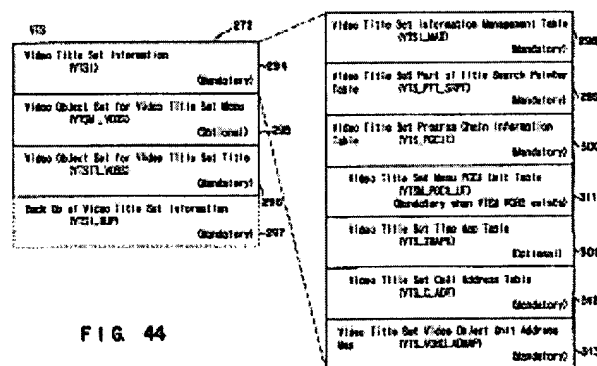 VTS
272
Video Title Set Information
(VTSI)
(Mandatory)
294
Video Object Set for Video Title Set Menu
(VTSM_VOBS)
(Optional)
295
Video Object Set for Video Title Set Title
(VTSTT_VOBS)
(Mandatory)
296
Back Up of Video Title Set Information
(VTSI_BUP)
(Mandatory)
297
Video Title Set Information Management Table
(VTSI_MAT)
(Mandatory)
298
Video Title Set Part of Title Search Pointer
Table (VTS_PTT_SRPT)
(Mandatory)
299
Video Title Set Program Chain Information
Table (VTS_PGCIT)
(Mandatory)
300
Video Title Set Menu PGCI Unit Table
(VTSM_PGCI_UT)
(Mandatory when VTSM_VOBS exists)
311
Video Title Set Time Map Table
(VTS_TMAPT)
(Optional)
Video Title Set Cell Address Table
(VTS_C_ADT)
(Mandatory)
Video Title Set Video Object Unit Address
Map (VTS_VOBU_ADMAP)
(Mandatory)
313
FIG. 44